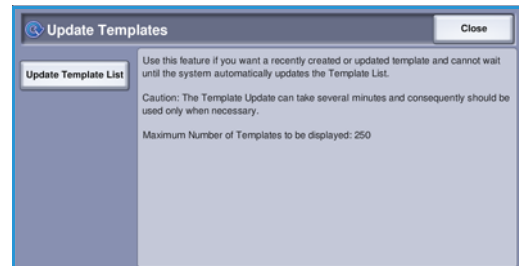 Update Templates
Close
Update Template List
Use this feature if you want a recently created or updated template and cannot wait
until the system automatically updates the Template List.
Caution: The Template Update can take several minutes and consequently should be
used only when necessary.
Maximum Number of Templates to be displayed: 250